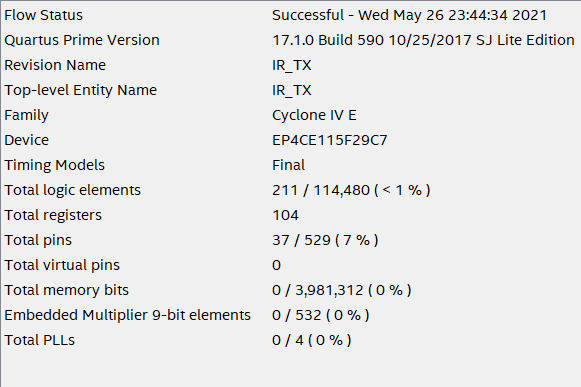 Flow Status Successful - Wed May 26 23:44:34 2021
Quartus Prime Version 17.1.0 Build 590 10/25/2017 SJ Lite Edition
Revision Name IR_TX
Top-level Entity Name IR_TX
Family Cyclone IV E
Device EP4CE115F29C7
Timing Models Final
Total logic elements 211 / 114,480 ( < 1 % )
Total registers 104
Total pins 37 / 529 ( 7 % )
Total virtual pins 0
Total memory bits 0 / 3,981,312 ( 0 % )
Embedded Multiplier 9-bit elements 0 / 532 ( 0 % )
Total PLLs 0 / 4 ( 0 % )